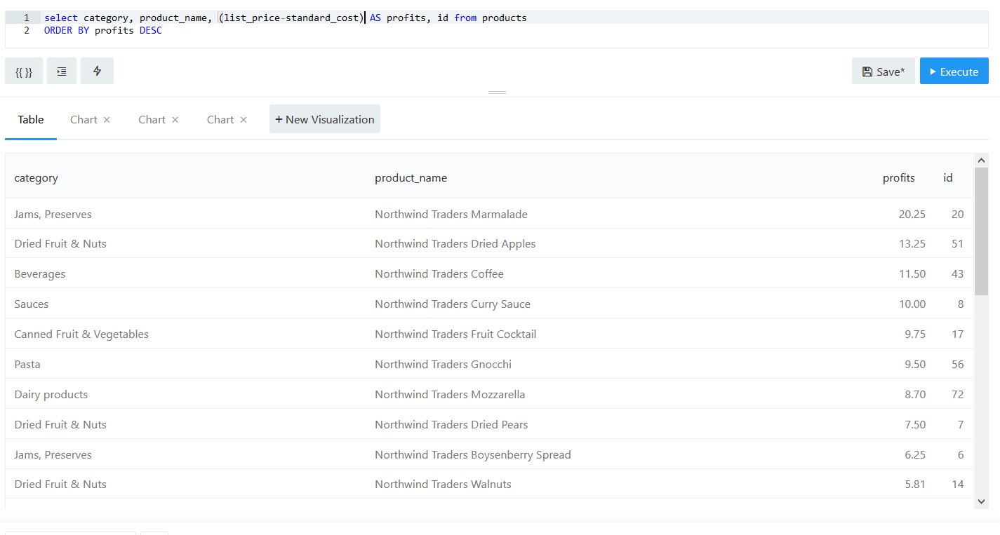 1 select category, product_name, (list_price-standard_cost) AS profits, id from products
2 ORDER BY profits DESC
{{ }} Save* Execute
Table Chart × Chart × Chart × + New Visualization
category product_name profits id
Jams, Preserves Northwind Traders Marmalade 20.25 20
Dried Fruit & Nuts Northwind Traders Dried Apples 13.25 51
Beverages Northwind Traders Coffee 11.50 43
Sauces Northwind Traders Curry Sauce 10.00 8
Canned Fruit & Vegetables Northwind Traders Fruit Cocktail 9.75 17
Pasta Northwind Traders Gnocchi 9.50 56
Dairy products Northwind Traders Mozzarella 8.70 72
Dried Fruit & Nuts Northwind Traders Dried Pears 7.50 7
Jams, Preserves Northwind Traders Boysenberry Spread 6.25 6
Dried Fruit & Nuts Northwind Traders Walnuts 5.81 14